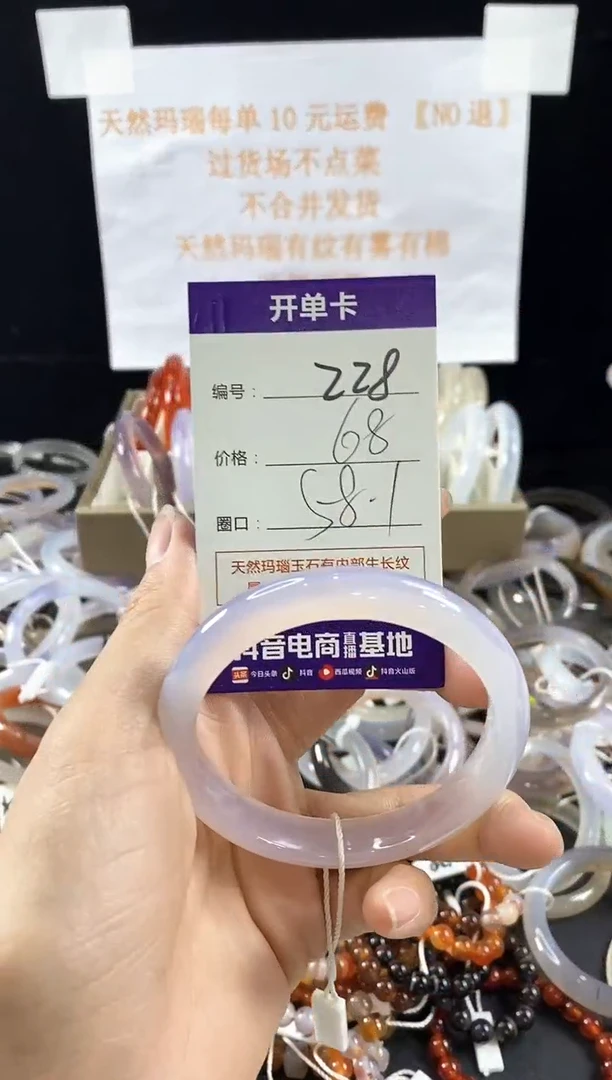 天然玛瑙每单10元运费 【NO退】
过货场不点菜
不合并发货
天然玛瑙有纹有雾有棉
开单卡
编号: 228
价格: 68
圈口: 58.1
天然玛瑙玉石有内部生长纹
抖音电商直播基地
头条 今日头条 抖音 西瓜视频 抖音火山版